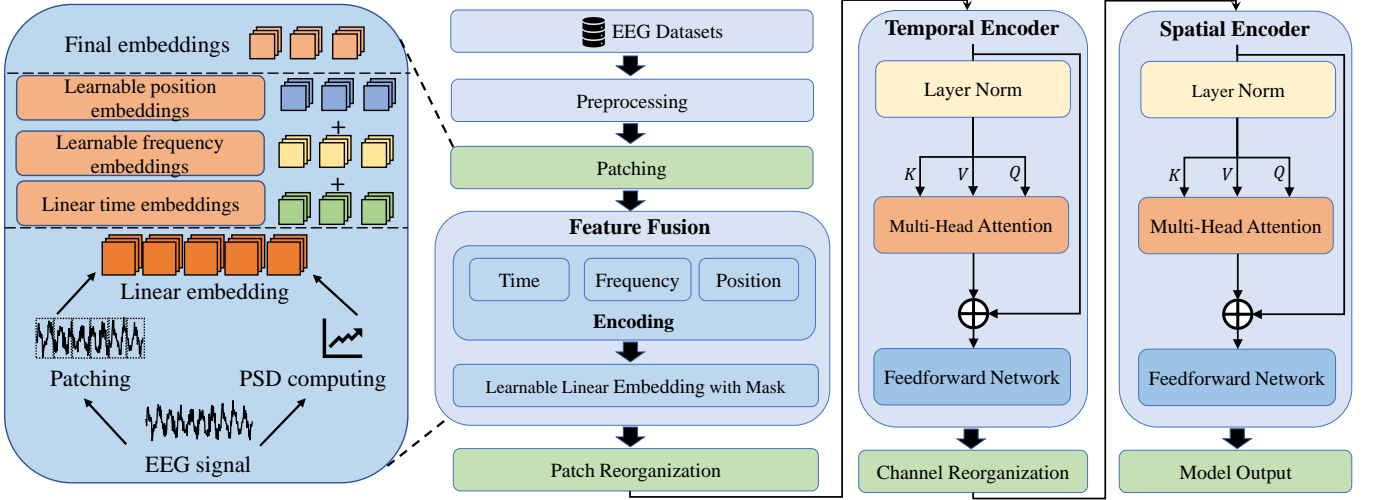 Final embeddings
Learnable position
embeddings
+
Learnable frequency
embeddings
+
Linear time embeddings
Linear embedding
Patching
PSD computing
EEG signal
EEG Datasets
Preprocessing
Patching
Feature Fusion
Time
Frequency
Position
Encoding
Learnable Linear Embedding with Mask
Patch Reorganization
Temporal Encoder
Layer Norm
K V Q
Multi-Head Attention
Feedforward Network
Channel Reorganization
Spatial Encoder
Layer Norm
K V Q
Multi-Head Attention
Feedforward Network
Model Output